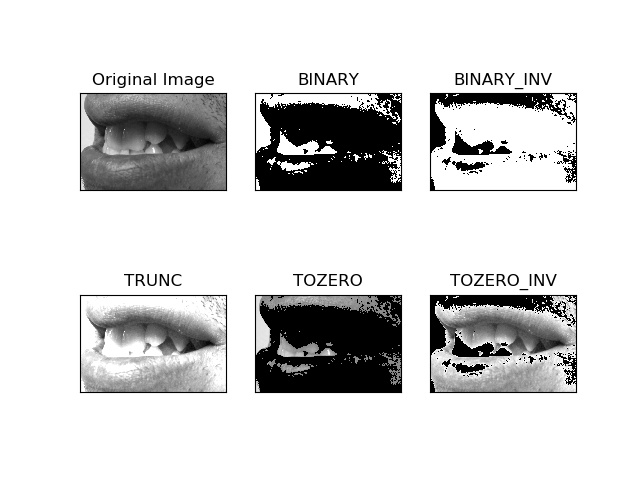 Original Image
BINARY
BINARY_INV
TRUNC
TOZERO
TOZERO_INV